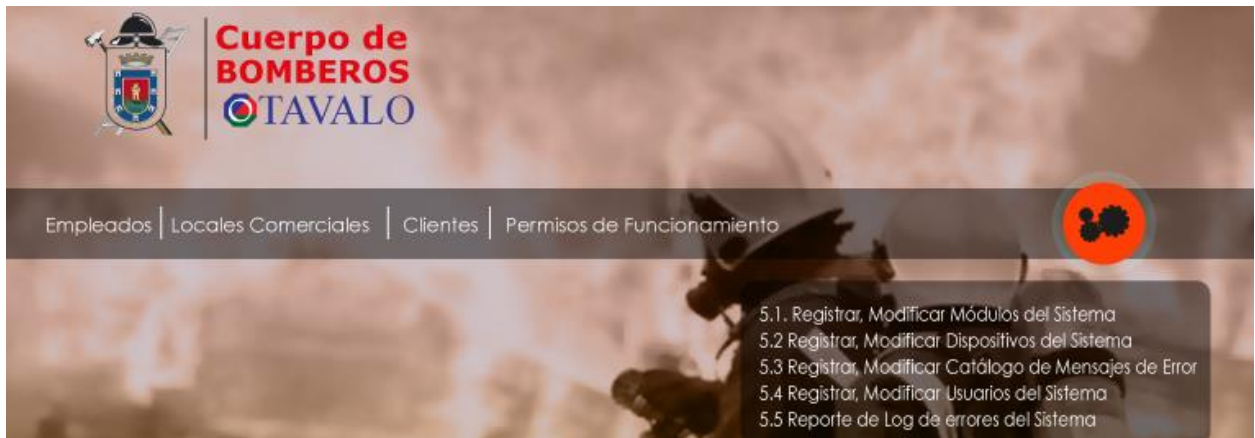 Cuerpo de
BOMBEROS
OTAVALO
Empleados | Locales Comerciales | Clientes | Permisos de Funcionamiento
5.1. Registrar, Modificar Módulos del Sistema
5.2 Registrar, Modificar Dispositivos del Sistema
5.3 Registrar, Modificar Catálogo de Mensajes de Error
5.4 Registrar, Modificar Usuarios del Sistema
5.5 Reporte de Log de errores del Sistema